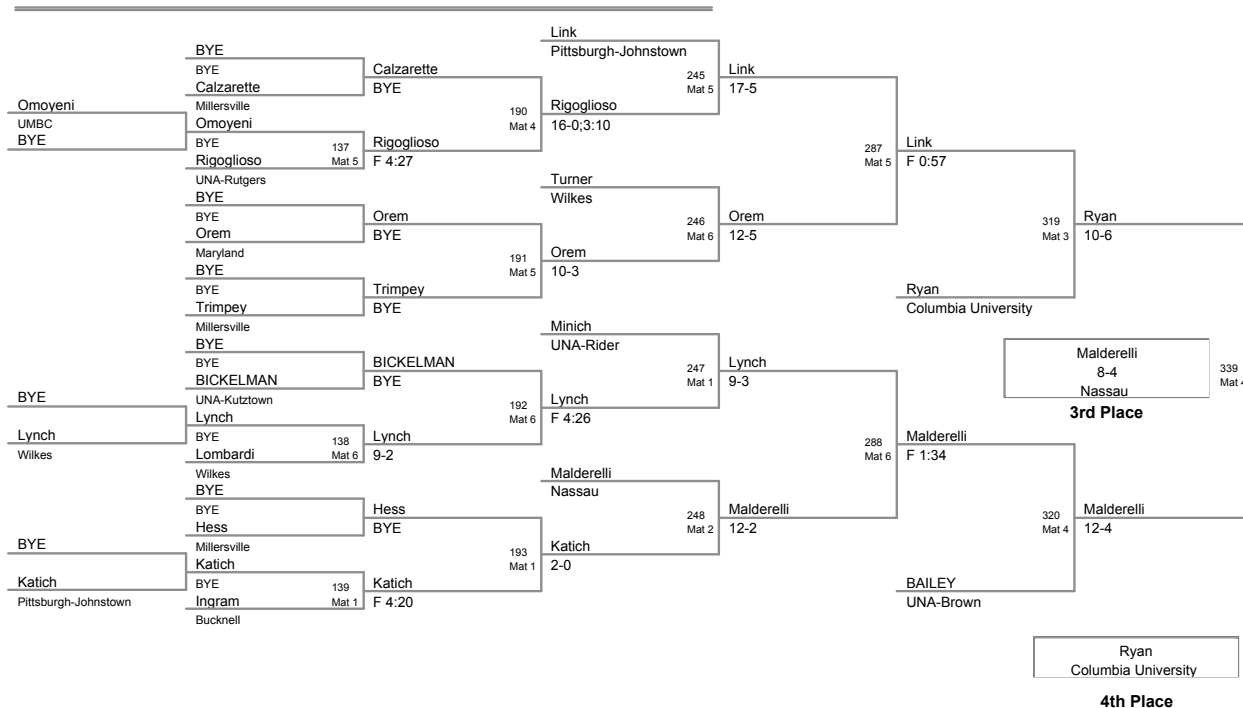 Omoyeni
UMBC
BYE
BYE
Lynch
Wilkes
BYE
Katich
Pittsburgh-Johnstown
BYE
BYE
Calzarette
Millersville
Omoyeni
BYE
137
Mat 5
Rigoglioso
UNA-Rutgers
BYE
BYE
Orem
Maryland
BYE
BYE
Trimpey
Millersville
BYE
BYE
BICKELMAN
UNA-Kutztown
Lynch
BYE
138
Mat 6
Lombardi
Wilkes
BYE
BYE
Hess
Millersville
Katich
BYE
139
Mat 1
Ingram
Bucknell
Calzarette
BYE
190
Mat 4
Rigoglioso
F 4:27
Orem
BYE
191
Mat 5
Trimpey
BYE
BICKELMAN
BYE
192
Mat 6
Lynch
9-2
Hess
BYE
193
Mat 1
Katich
F 4:20
Link
Pittsburgh-Johnstown
245
Mat 5
Rigoglioso
16-0;3:10
Turner
Wilkes
246
Mat 6
Orem
10-3
Minich
UNA-Rider
247
Mat 1
Lynch
F 4:26
Malderelli
Nassau
248
Mat 2
Katich
2-0
Link
17-5
287
Mat 5
Orem
12-5
Lynch
9-3
288
Mat 6
Malderelli
12-2
Link
F 0:57
319
Mat 3
Ryan
Columbia University
Malderelli
F 1:34
320
Mat 4
BAILEY
UNA-Brown
Ryan
10-6
Malderelli
8-4
Nassau
339
Mat 4
3rd Place
Malderelli
12-4
Ryan
Columbia University
4th Place